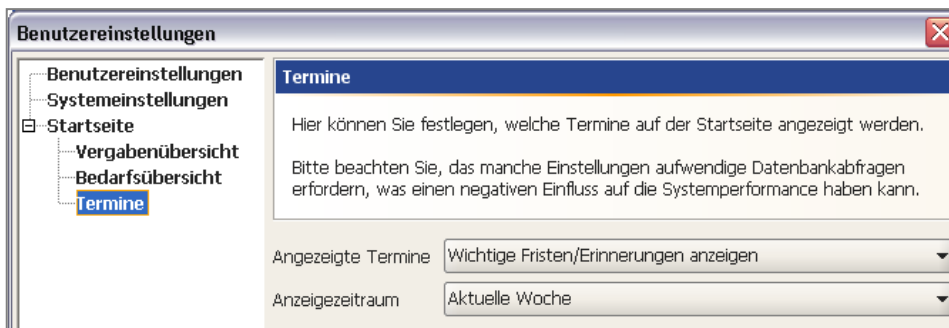 Benutzereinstellungen
Benutzereinstellungen
Systemeinstellungen
Startseite
Vergabenübersicht
Bedarfsübersicht
Termine
Termine
Hier können Sie festlegen, welche Termine auf der Startseite angezeigt werden.
Bitte beachten Sie, das manche Einstellungen aufwendige Datenbankabfragen
erfordern, was einen negativen Einfluss auf die Systemperformance haben kann.
Angezeigte Termine Wichtige Fristen/Erinnerungen anzeigen
Anzeigezeitraum Aktuelle Woche